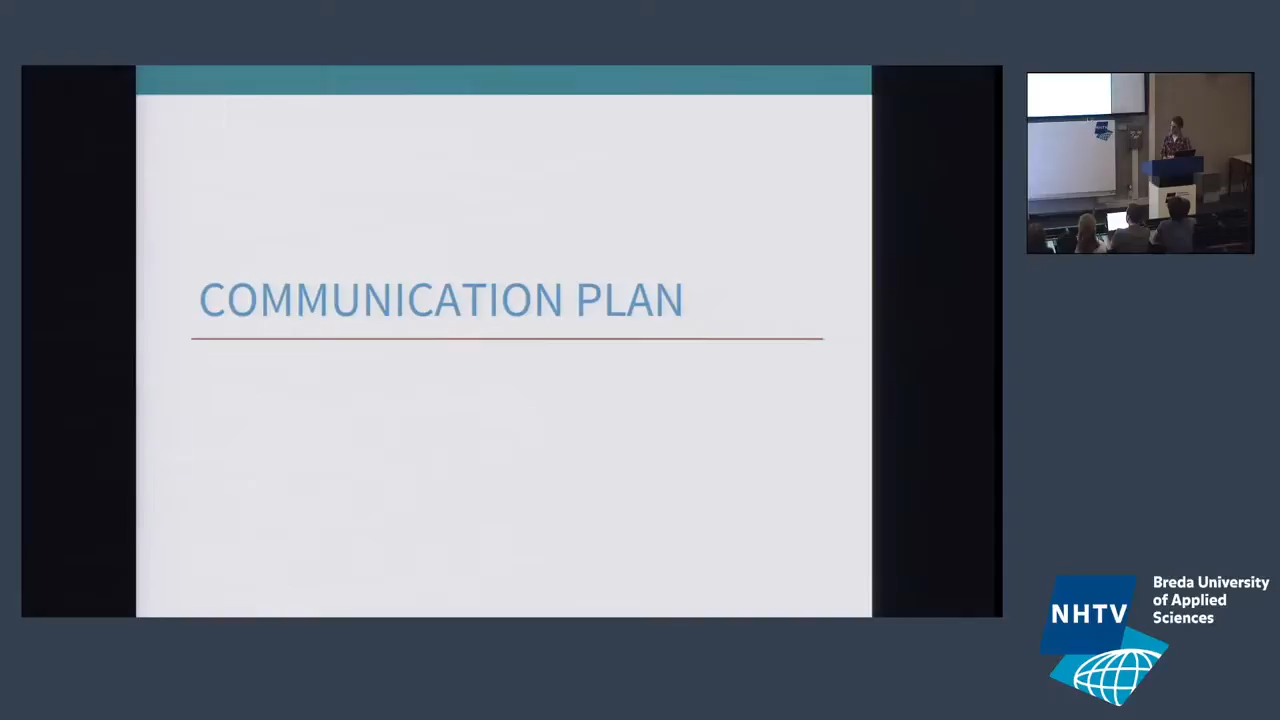 COMMUNICATION PLAN
NHTV
Breda University
of Applied
Sciences